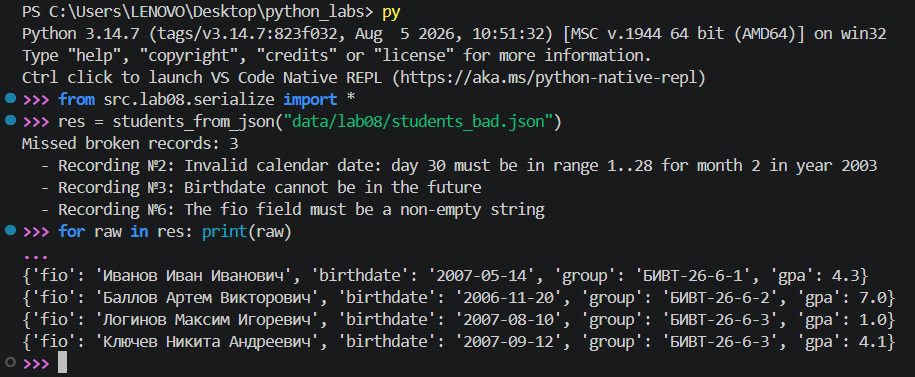 PS C:\Users\LENOVO\Desktop\python_labs> py
Python 3.14.7 (tags/v3.14.7:823f032, Aug  5 2026, 10:51:32) [MSC v.1944 64 bit (AMD64)] on win32
Type "help", "copyright", "credits" or "license" for more information.
Ctrl click to launch VS Code Native REPL (https://aka.ms/python-native-repl)
>>> from src.lab08.serialize import *
>>> res = students_from_json("data/lab08/students_bad.json")
Missed broken records: 3
  - Recording №2: Invalid calendar date: day 30 must be in range 1..28 for month 2 in year 2003
  - Recording №3: Birthdate cannot be in the future
  - Recording №6: The fio field must be a non-empty string
>>> for raw in res: print(raw)
...
{'fio': 'Иванов Иван Иванович', 'birthdate': '2007-05-14', 'group': 'БИВТ-26-6-1', 'gpa': 4.3}
{'fio': 'Баллов Артем Викторович', 'birthdate': '2006-11-20', 'group': 'БИВТ-26-6-2', 'gpa': 7.0}
{'fio': 'Логинов Максим Игоревич', 'birthdate': '2007-08-10', 'group': 'БИВТ-26-6-3', 'gpa': 1.0}
{'fio': 'Ключев Никита Андреевич', 'birthdate': '2007-09-12', 'group': 'БИВТ-26-6-3', 'gpa': 4.1}
>>>